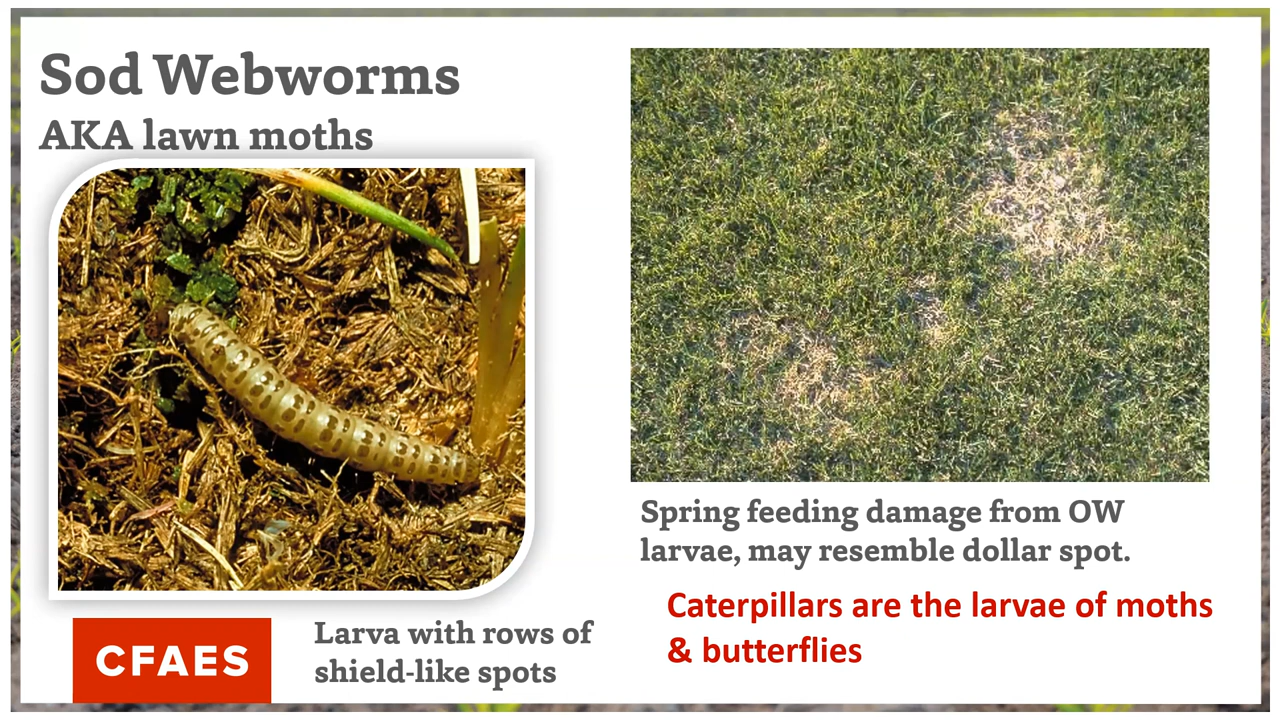 Sod Webworms
AKA lawn moths
Spring feeding damage from OW
larvae, may resemble dollar spot.
Caterpillars are the larvae of moths
& butterflies
Larva with rows of
shield-like spots
CFAES